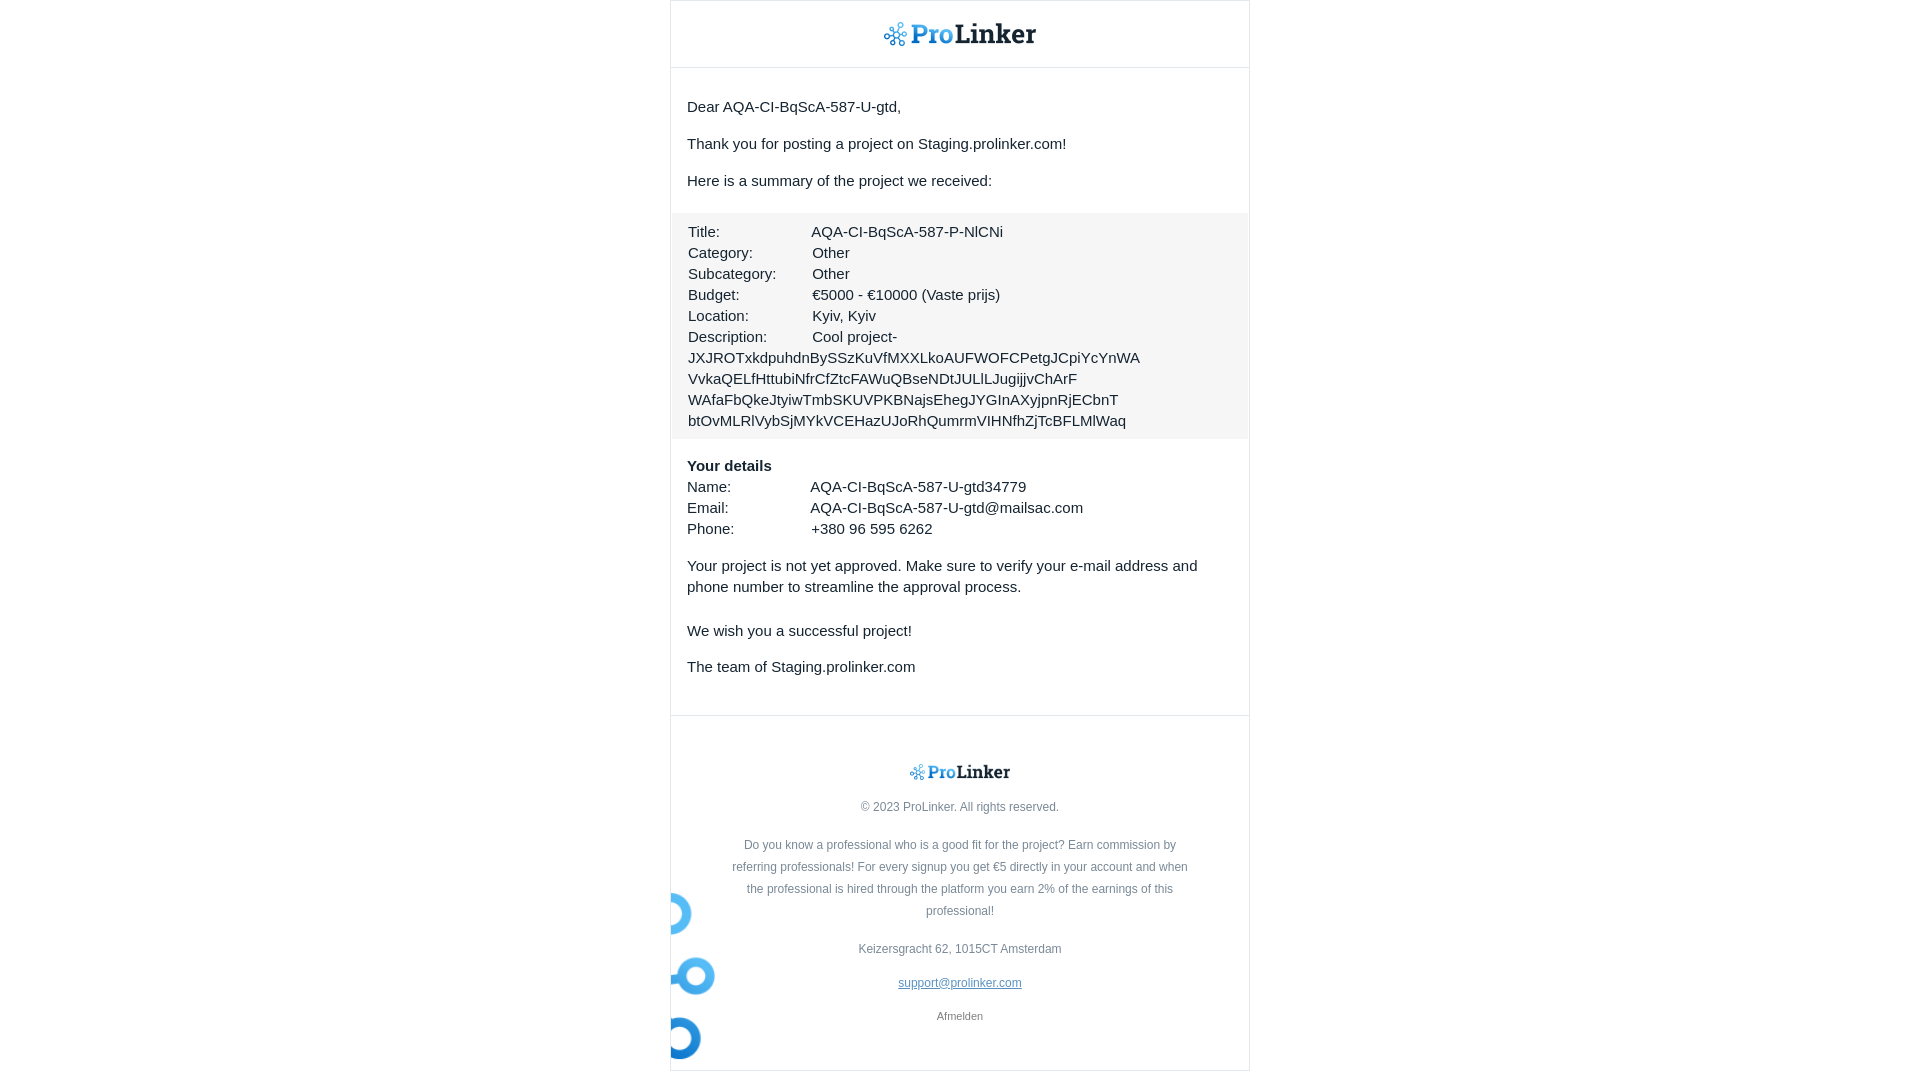 ProLinker
Dear AQA-CI-BqScA-587-U-gtd,
Thank you for posting a project on Staging.prolinker.com!
Here is a summary of the project we received:
Title: AQA-CI-BqScA-587-P-NlCNi
Category: Other
Subcategory: Other
Budget: €5000 - €10000 (Vaste prijs)
Location: Kyiv, Kyiv
Description: Cool project-
JXJROTxkdpuhdnBySSzKuVfMXXLkoAUFWOFCPetgJCpiYcYnWA
VvkaQELfHttubiNfrCfZtcFAWuQBseNDtJULlLJugijjvChArF
WAfaFbQkeJtyiwTmbSKUVPKBNajsEhegJYGInAXyjpnRjECbnT
btOvMLRlVybSjMYkVCEHazUJoRhQumrmVIHNfhZjTcBFLMlWaq
Your details
Name: AQA-CI-BqScA-587-U-gtd34779
Email: AQA-CI-BqScA-587-U-gtd@mailsac.com
Phone: +380 96 595 6262
Your project is not yet approved. Make sure to verify your e-mail address and
phone number to streamline the approval process.
We wish you a successful project!
The team of Staging.prolinker.com
ProLinker
© 2023 ProLinker. All rights reserved.
Do you know a professional who is a good fit for the project? Earn commission by
referring professionals! For every signup you get €5 directly in your account and when
the professional is hired through the platform you earn 2% of the earnings of this
professional!
Keizersgracht 62, 1015CT Amsterdam
support@prolinker.com
Afmelden